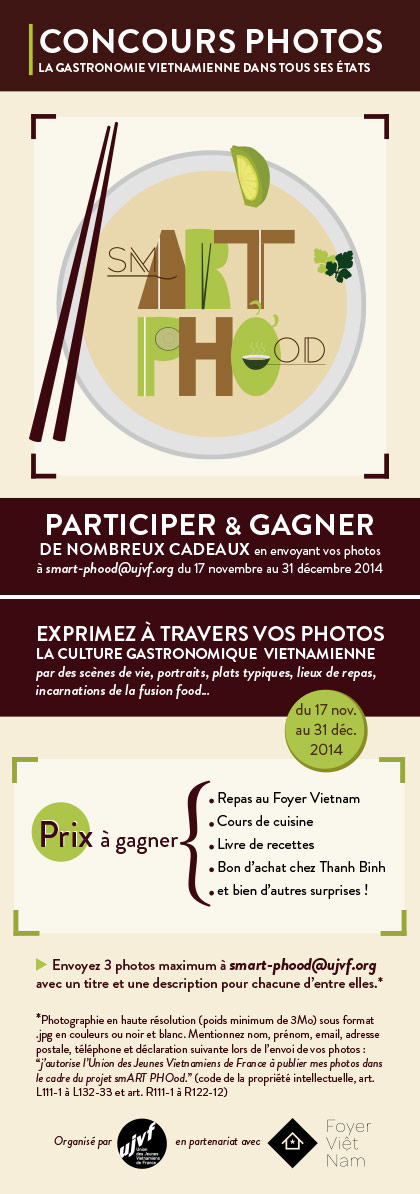 CONCOURS PHOTOS
LA GASTRONOMIE VIETNAMIENNE DANS TOUS SES ÉTATS
SMART
PHOOD
PARTICIPER & GAGNER
DE NOMBREUX CADEAUX en envoyant vos photos
à smart-phood@ujvf.org du 17 novembre au 31 décembre 2014
EXPRIMEZ À TRAVERS VOS PHOTOS
LA CULTURE GASTRONOMIQUE VIETNAMIENNE
par des scènes de vie, portraits, plats typiques, lieux de repas,
incarnations de la fusion food...
du 17 nov.
au 31 déc.
2014
Prix à gagner
• Repas au Foyer Vietnam
• Cours de cuisine
• Livre de recettes
• Bon d'achat chez Thanh Binh
• et bien d'autres surprises !
Envoyez 3 photos maximum à smart-phood@ujvf.org
avec un titre et une description pour chacune d'entre elles.*
*Photographie en haute résolution (poids minimum de 3Mo) sous format
.jpg en couleurs ou noir et blanc. Mentionnez nom, prénom, email, adresse
postale, téléphone et déclaration suivante lors de l'envoi de vos photos :
"j'autorise l'Union des Jeunes Vietnamiens de France à publier mes photos dans
le cadre du projet smART PHOod." (code de la propriété intellectuelle, art.
L111-1 à L132-33 et art. R111-1 à R122-12)
Organisé par
ujvf
Union
des Jeunes
Vietnamiens
de France
en partenariat avec
Foyer
Việt
Nam